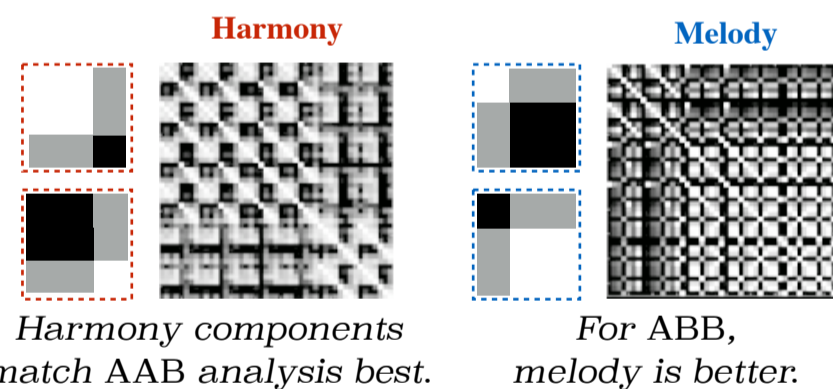 Harmony
Melody
Harmony components
match AAB analysis best.
For ABB,
melody is better.